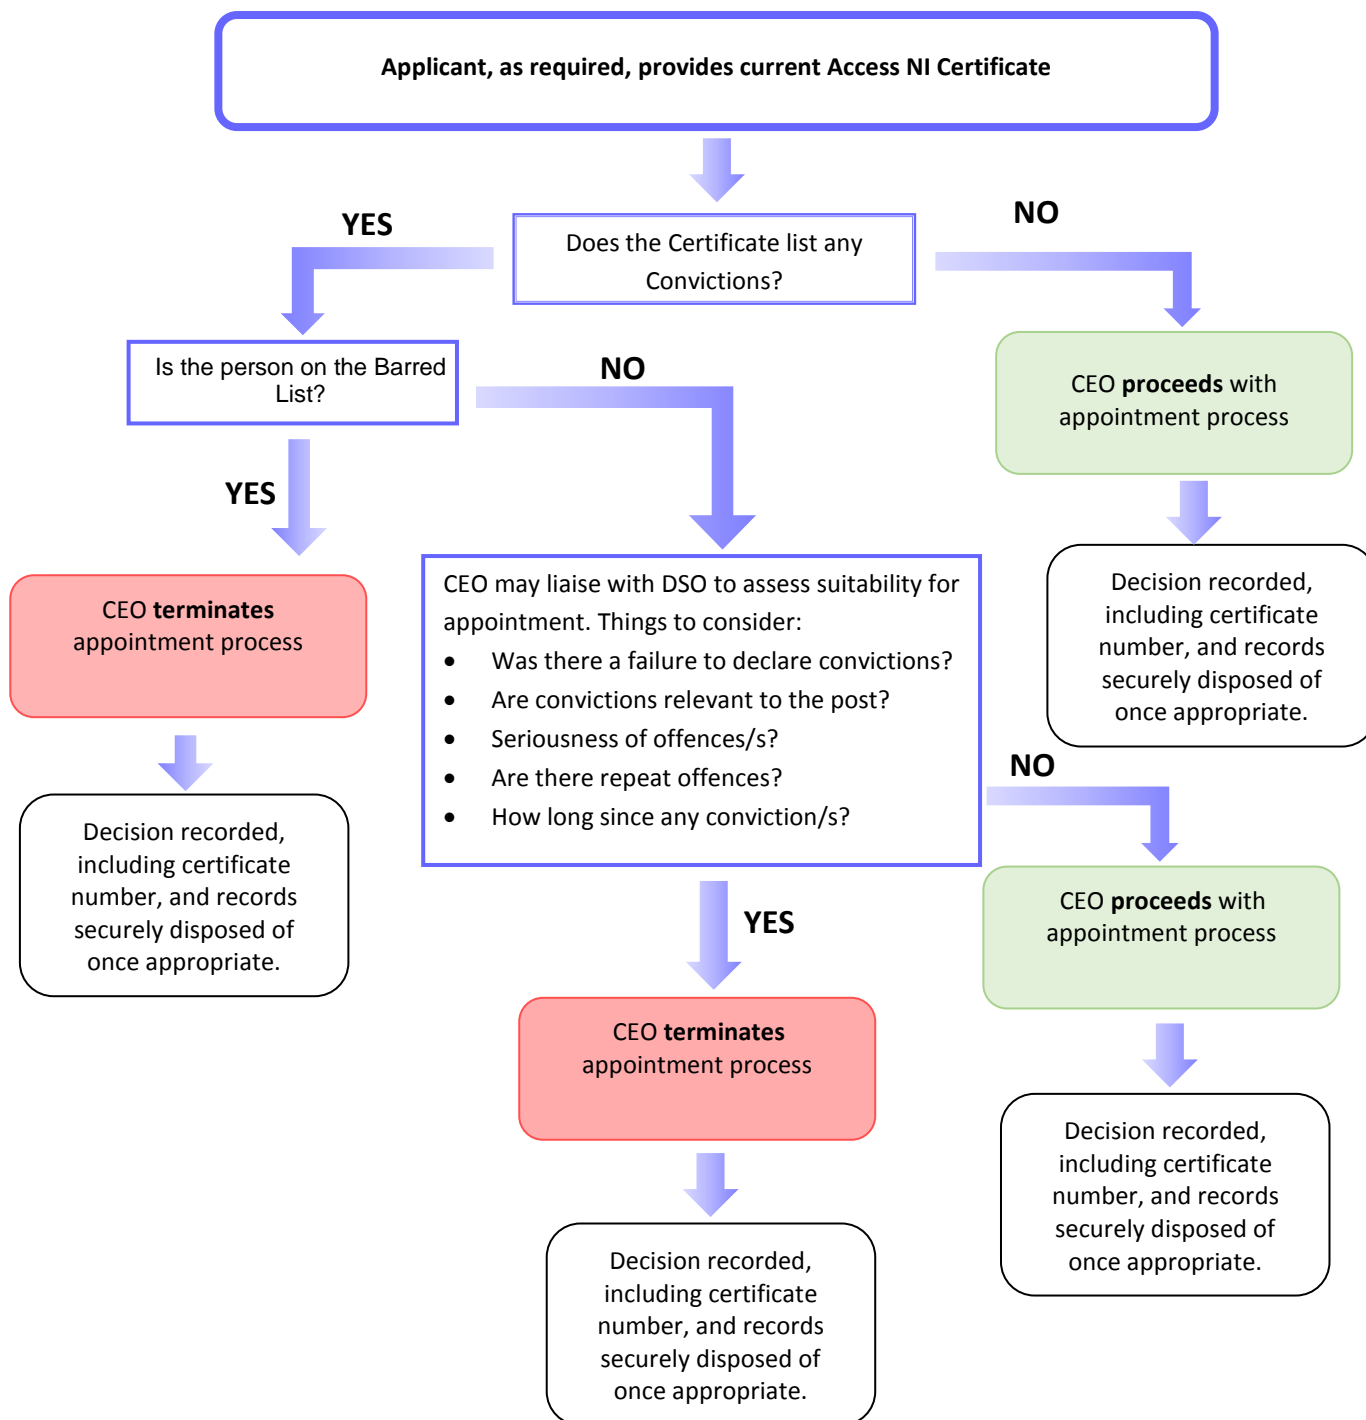 Applicant, as required, provides current Access NI Certificate
YES
NO
Does the Certificate list any
Convictions?
Is the person on the Barred
List?
NO
CEO proceeds with
appointment process
YES
Decision recorded,
including certificate
number, and records
securely disposed of
once appropriate.
CEO terminates
appointment process
CEO may liaise with DSO to assess suitability for
appointment. Things to consider:
• Was there a failure to declare convictions?
• Are convictions relevant to the post?
• Seriousness of offences/s?
• Are there repeat offences?
• How long since any conviction/s?
NO
Decision recorded,
including certificate
number, and records
securely disposed of
once appropriate.
YES
CEO proceeds with
appointment process
CEO terminates
appointment process
Decision recorded,
including certificate
number, and records
securely disposed of
once appropriate.
Decision recorded,
including certificate
number, and records
securely disposed of
once appropriate.